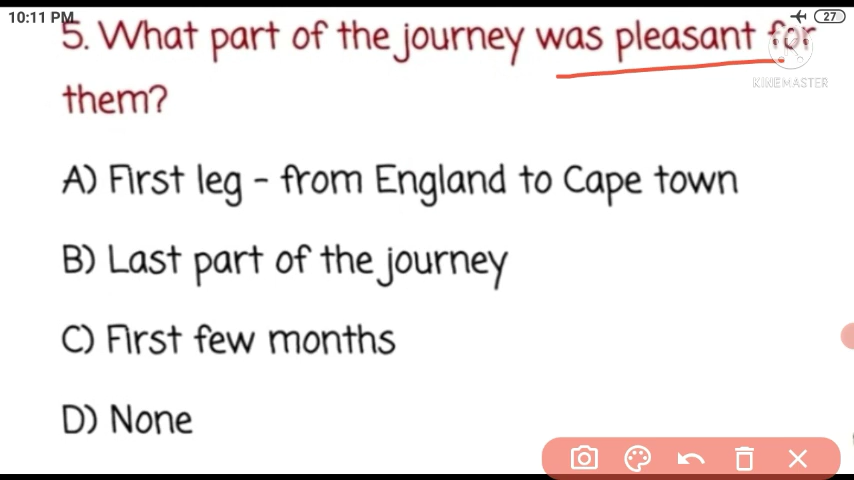 10:11 PM
27
5. What part of the journey was pleasant for
them?
KINEMASTER
A) First leg - from England to Cape town
B) Last part of the journey
C) First few months
D) None